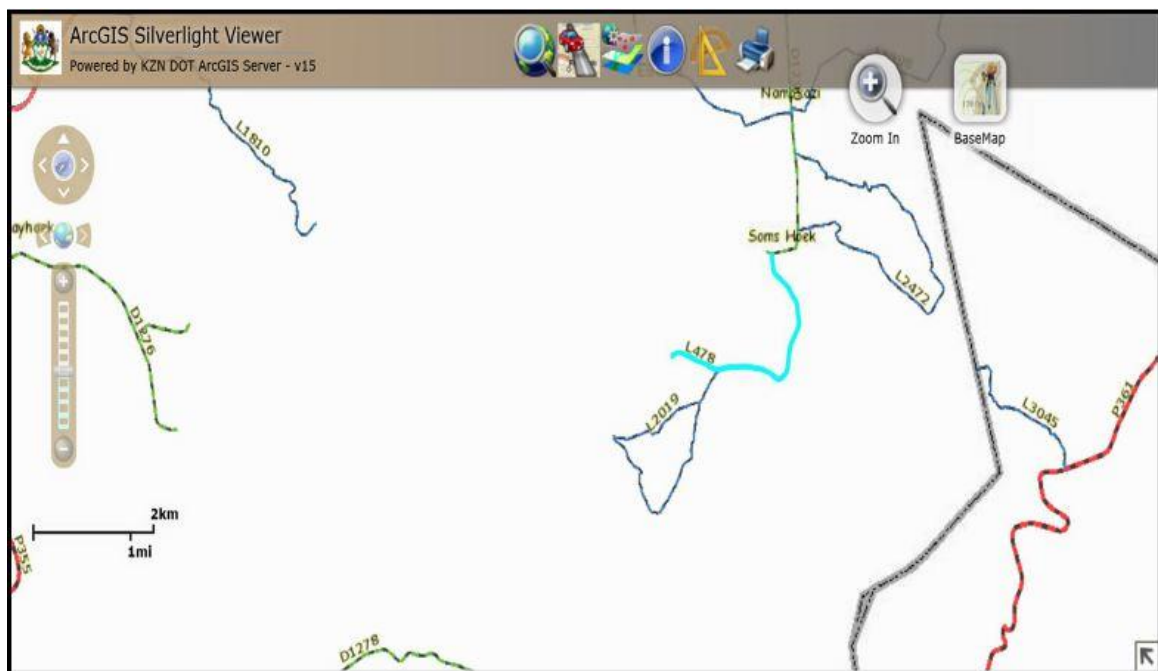 ArcGIS Silverlight Viewer
Powered by KZN DOT ArcGIS Server - v15
Zoom In
BaseMap
L1810
Soms Hoek
L2472
D1276
L478
L2019
L3045
P361
2km
1mi
P355
D1278